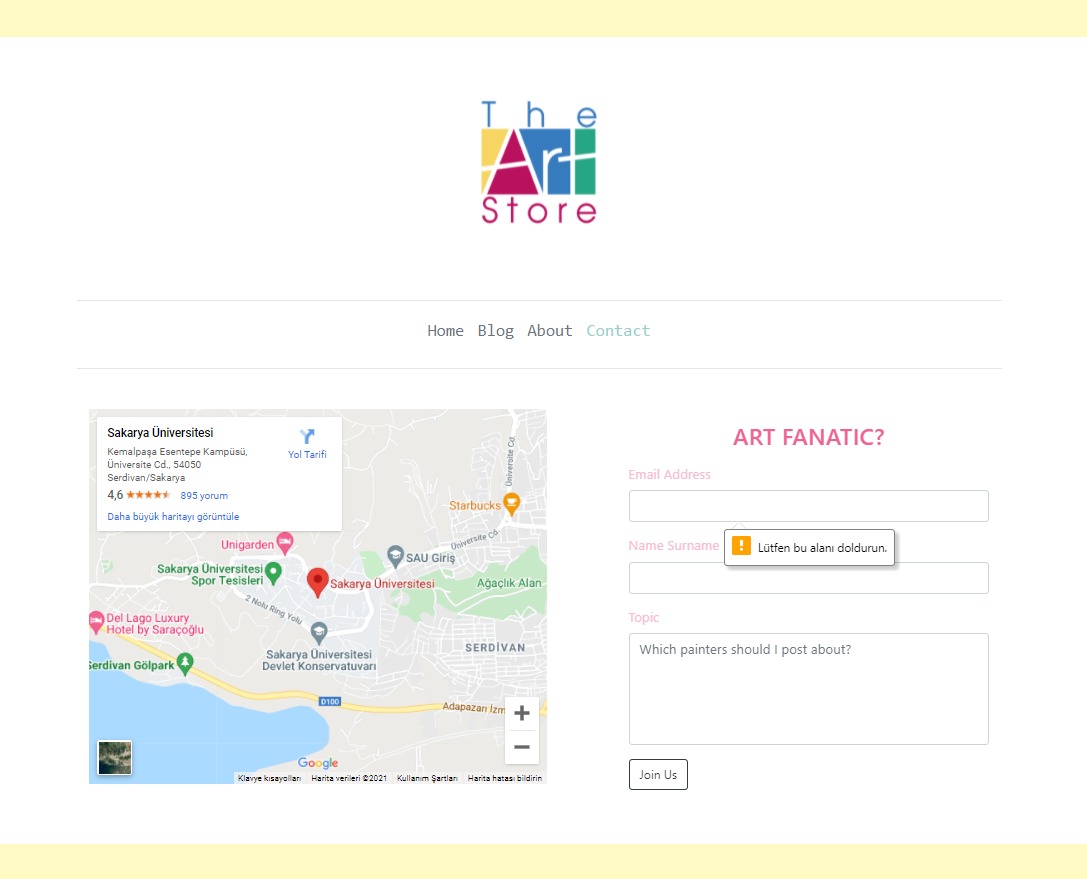 The
Art
Store
Home Blog About Contact
Sakarya Üniversitesi
Kemalpaşa Esentepe Kampüsü,
Üniversite Cd., 54050
Serdivan/Sakarya
4,6 895 yorum
Daha büyük haritayı görüntüle
Yol Tarifi
Üniversite Cd.
Starbucks
Üniversite Cd.
Unigarden
SAU Giriş
Sakarya Üniversitesi
Spor Tesisleri
Sakarya Üniversitesi
Ağaçlık Alan
2 Nolu Ring Yolu
Del Lago Luxury
Hotel by Saraçoğlu
SERDİVAN
Sakarya Üniversitesi
Devlet Konservatuvarı
Serdivan Gölpark
D100
Adapazarı İzm
+
−
Google
Klavye kısayolları Harita verileri ©2021 Kullanım Şartları Harita hatası bildirin
ART FANATIC?
Email Address
Lütfen bu alanı doldurun.
Name Surname
Topic
Which painters should I post about?
Join Us